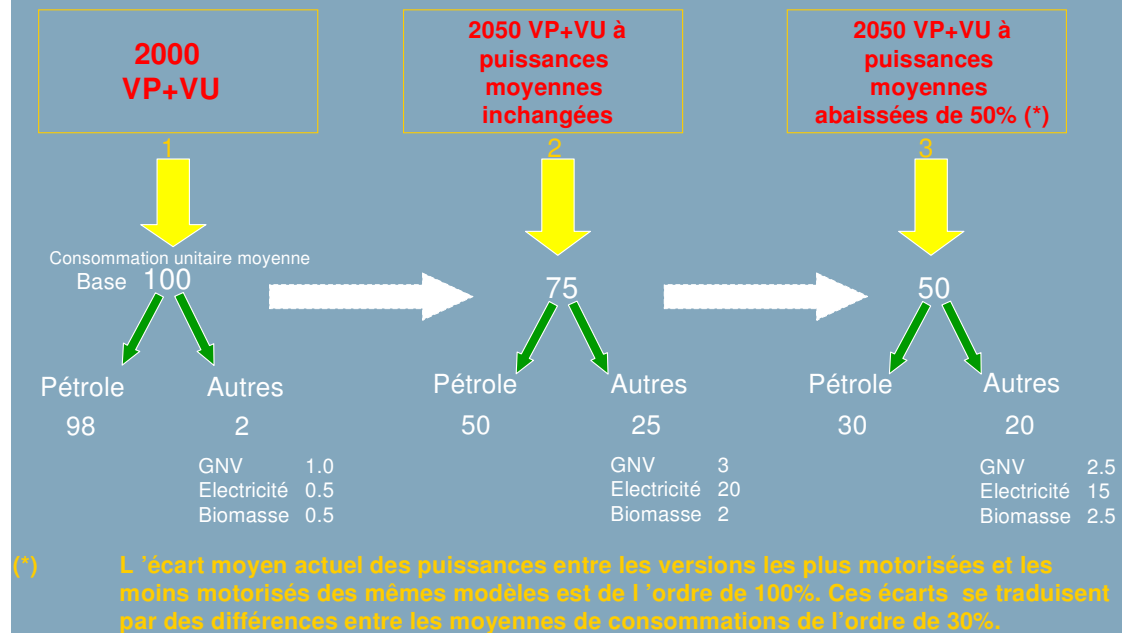 2000
VP+VU
2050 VP+VU à
puissances
moyennes
inchangées
2050 VP+VU à
puissances
moyennes
abaissées de 50% (*)
1
2
3
Consommation unitaire moyenne
Base 100
75
50
Pétrole
Autres
98
2
GNV 1.0
Electricité 0.5
Biomasse 0.5
Pétrole
Autres
50
25
GNV 3
Electricité 20
Biomasse 2
Pétrole
Autres
30
20
GNV 2.5
Electricité 15
Biomasse 2.5
(*) L ’écart moyen actuel des puissances entre les versions les plus motorisées et les
moins motorisés des mêmes modèles est de l ’ordre de 100%. Ces écarts se traduisent
par des différences entre les moyennes de consommations de l’ordre de 30%.